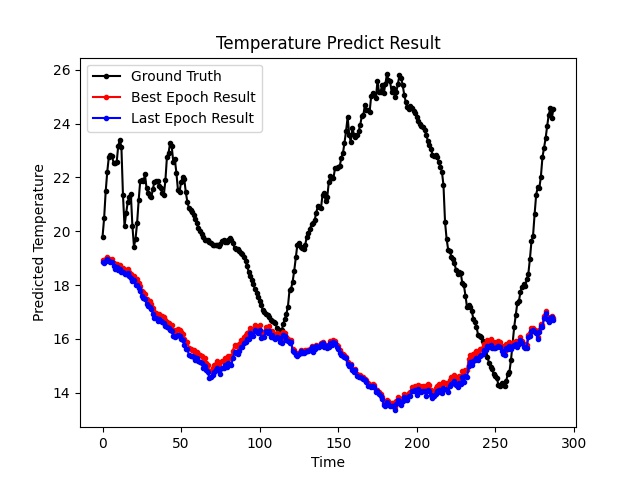 Temperature Predict Result
Ground Truth
Best Epoch Result
Last Epoch Result
26
24
22
20
18
16
14
Predicted Temperature
0 50 100 150 200 250 300
Time